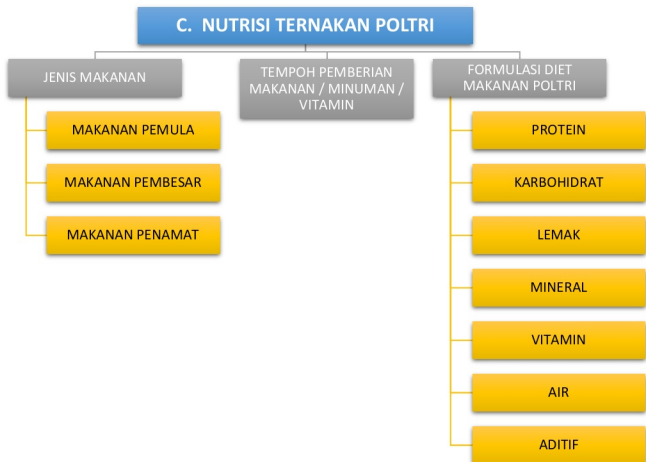 C. NUTRISI TERNAKAN POLTRI
JENIS MAKANAN
MAKANAN PEMULA
MAKANAN PEMBESAR
MAKANAN PENAMAT
TEMPOH PEMBERIAN
MAKANAN / MINUMAN /
VITAMIN
FORMULASI DIET
MAKANAN POLTRI
PROTEIN
KARBOHIDRAT
LEMAK
MINERAL
VITAMIN
AIR
ADITIF